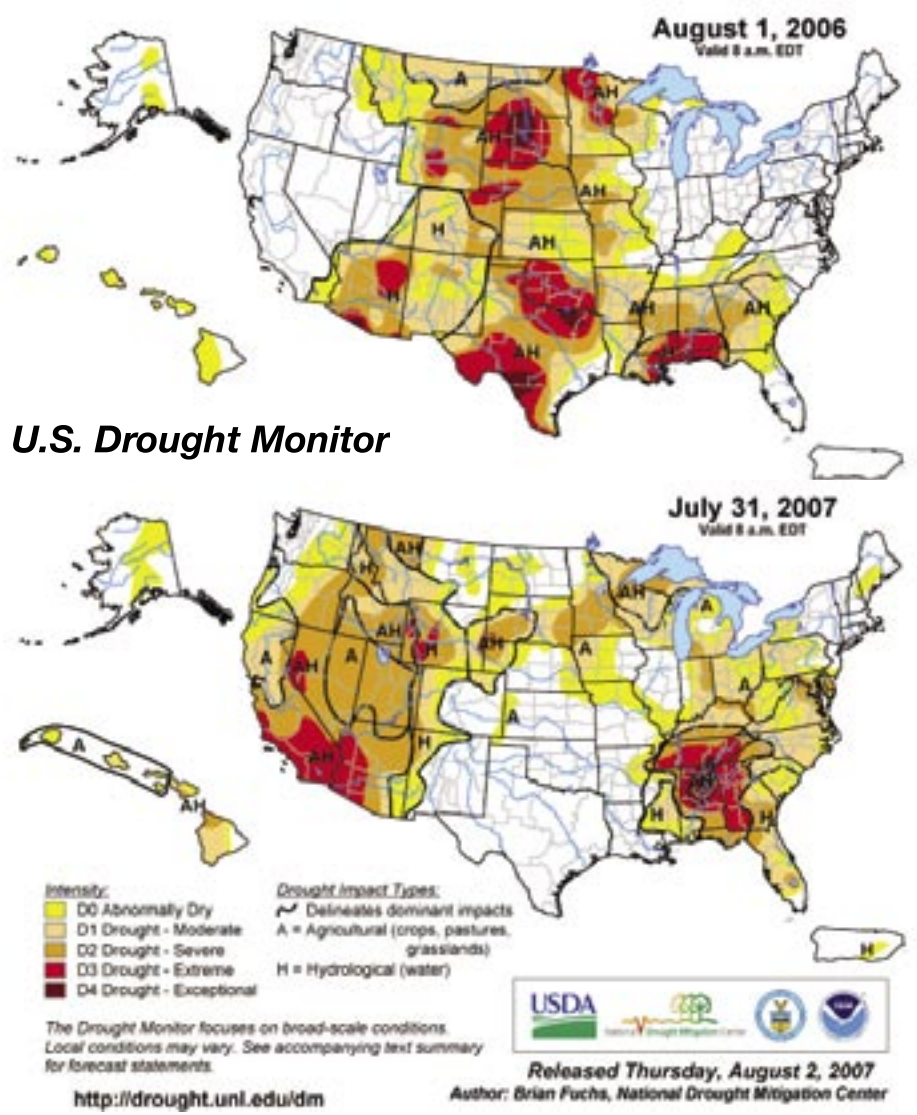 August 1, 2006
Valid 8 a.m. EDT
A
AH
AH
AH
H
AH
H
AH
AH
AH
H
U.S. Drought Monitor
July 31, 2007
Valid 8 a.m. EDT
AH
H
AH
A
AH
H
AH
A
A
AH
A
A
A
H
AH
A
AH
H
H
AH
H
Intensity:
D0 Abnormally Dry
D1 Drought - Moderate
D2 Drought - Severe
D3 Drought - Extreme
D4 Drought - Exceptional
Drought Impact Types:
Delineates dominant impacts
A = Agricultural (crops, pastures,
grasslands)
H = Hydrological (water)
USDA
National Drought Mitigation Center
The Drought Monitor focuses on broad-scale conditions.
Local conditions may vary. See accompanying text summary
for forecast statements.
http://drought.unl.edu/dm
Released Thursday, August 2, 2007
Author: Brian Fuchs, National Drought Mitigation Center